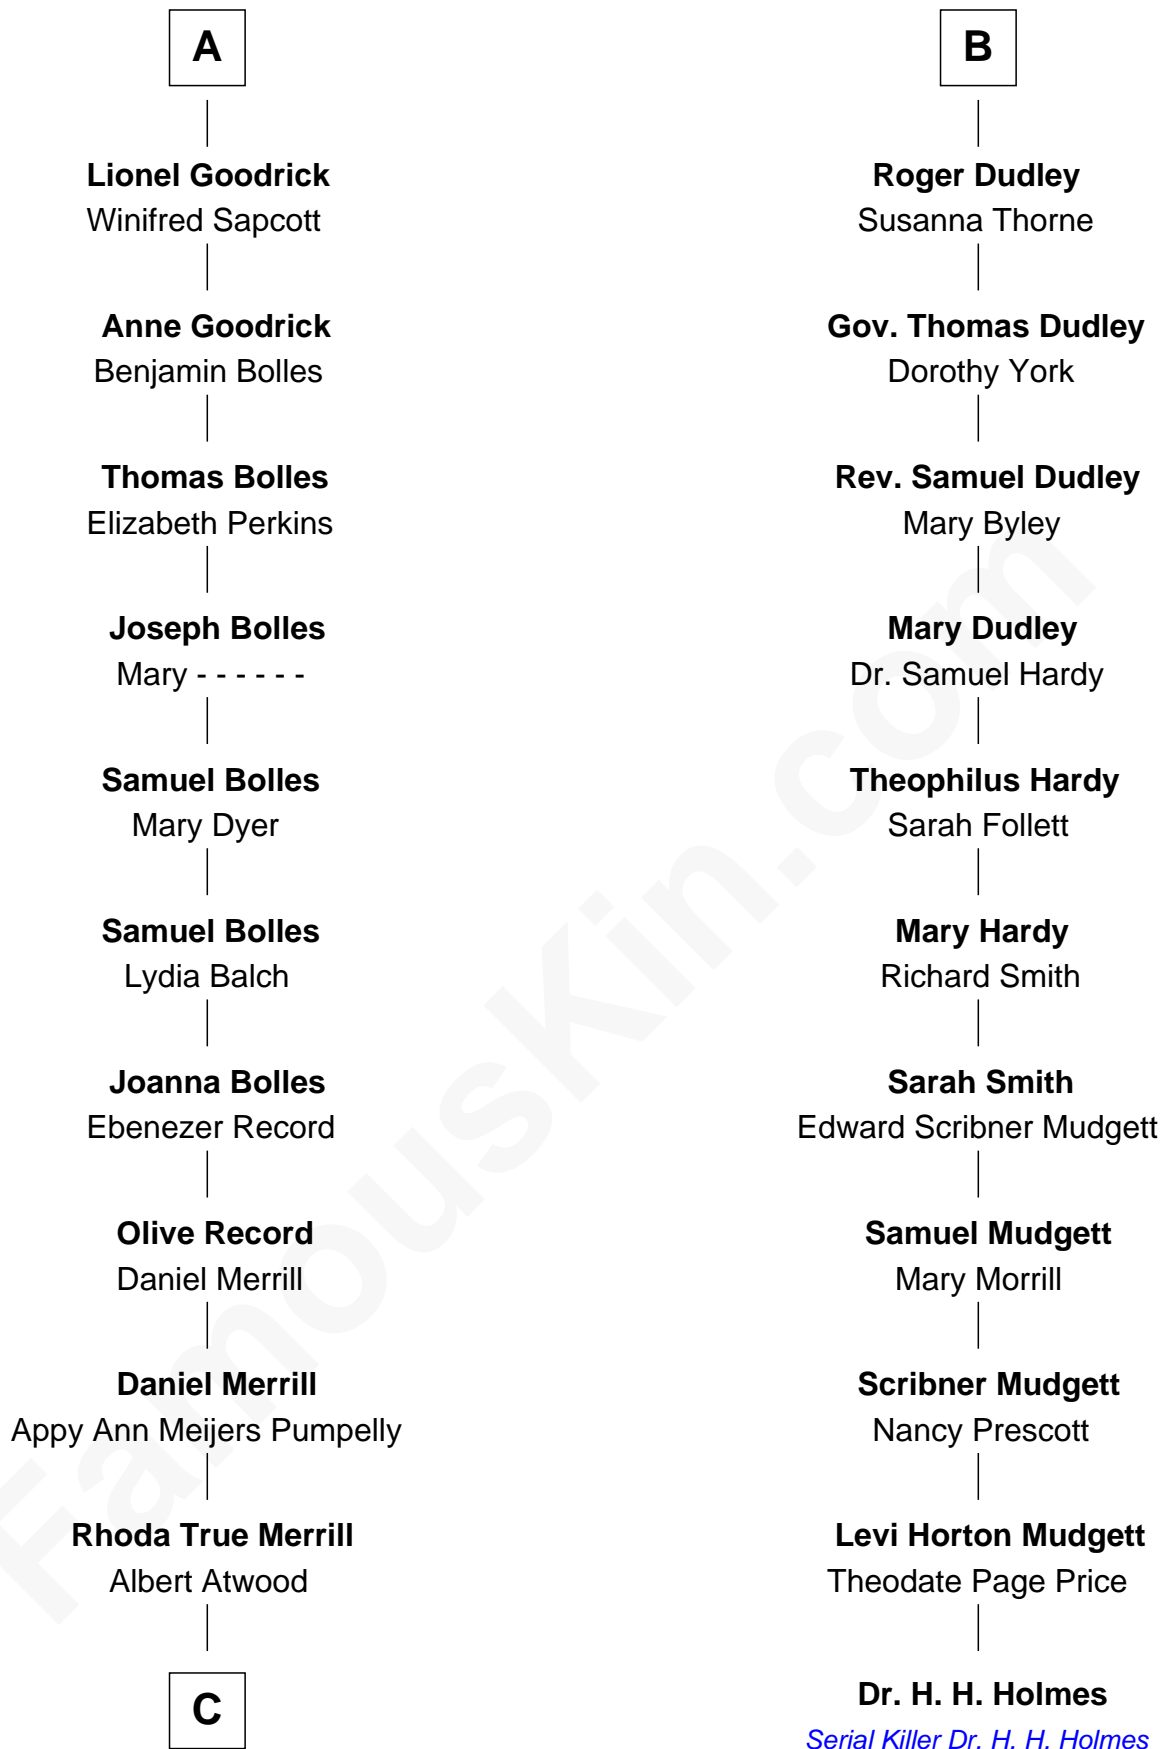 A
Lionel Goodrick
Winifred Sapcott
Anne Goodrick
Benjamin Bolles
Thomas Bolles
Elizabeth Perkins
Joseph Bolles
Mary - - - - - -
Samuel Bolles
Mary Dyer
Samuel Bolles
Lydia Balch
Joanna Bolles
Ebenezer Record
Olive Record
Daniel Merrill
Daniel Merrill
Appy Ann Meijers Pumpelly
Rhoda True Merrill
Albert Atwood
C
B
Roger Dudley
Susanna Thorne
Gov. Thomas Dudley
Dorothy York
Rev. Samuel Dudley
Mary Byley
Mary Dudley
Dr. Samuel Hardy
Theophilus Hardy
Sarah Follett
Mary Hardy
Richard Smith
Sarah Smith
Edward Scribner Mudgett
Samuel Mudgett
Mary Morrill
Scribner Mudgett
Nancy Prescott
Levi Horton Mudgett
Theodate Page Price
Dr. H. H. Holmes
Serial Killer Dr. H. H. Holmes
FamousKin.com